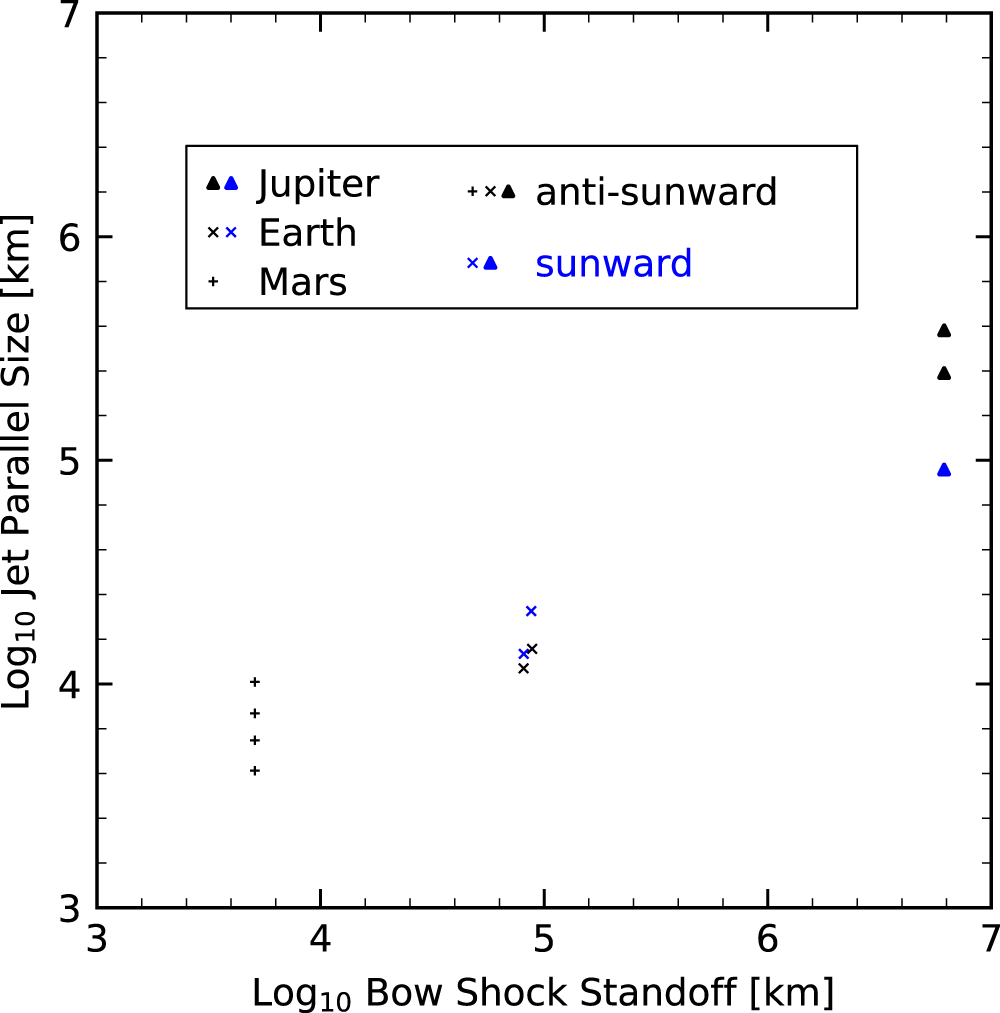 7
6
5
4
3
3 4 5 6 7
Log₁₀ Jet Parallel Size [km]
Jupiter
Earth
Mars
anti-sunward
sunward
Log₁₀ Bow Shock Standoff [km]